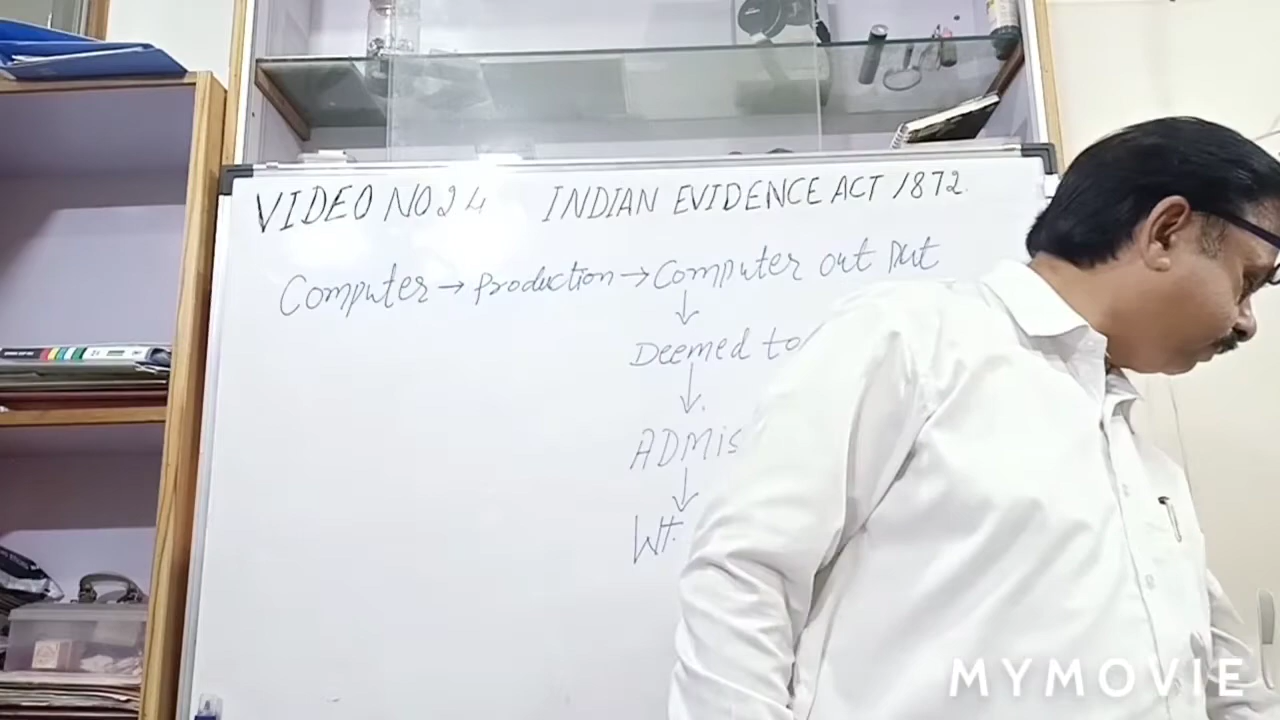 VIDEO NO 24 INDIAN EVIDENCE ACT 1872.
Computer → Production → Computer out put
↓
Deemed to
↓
ADMIS
↓
Wt.
MYMOVIE